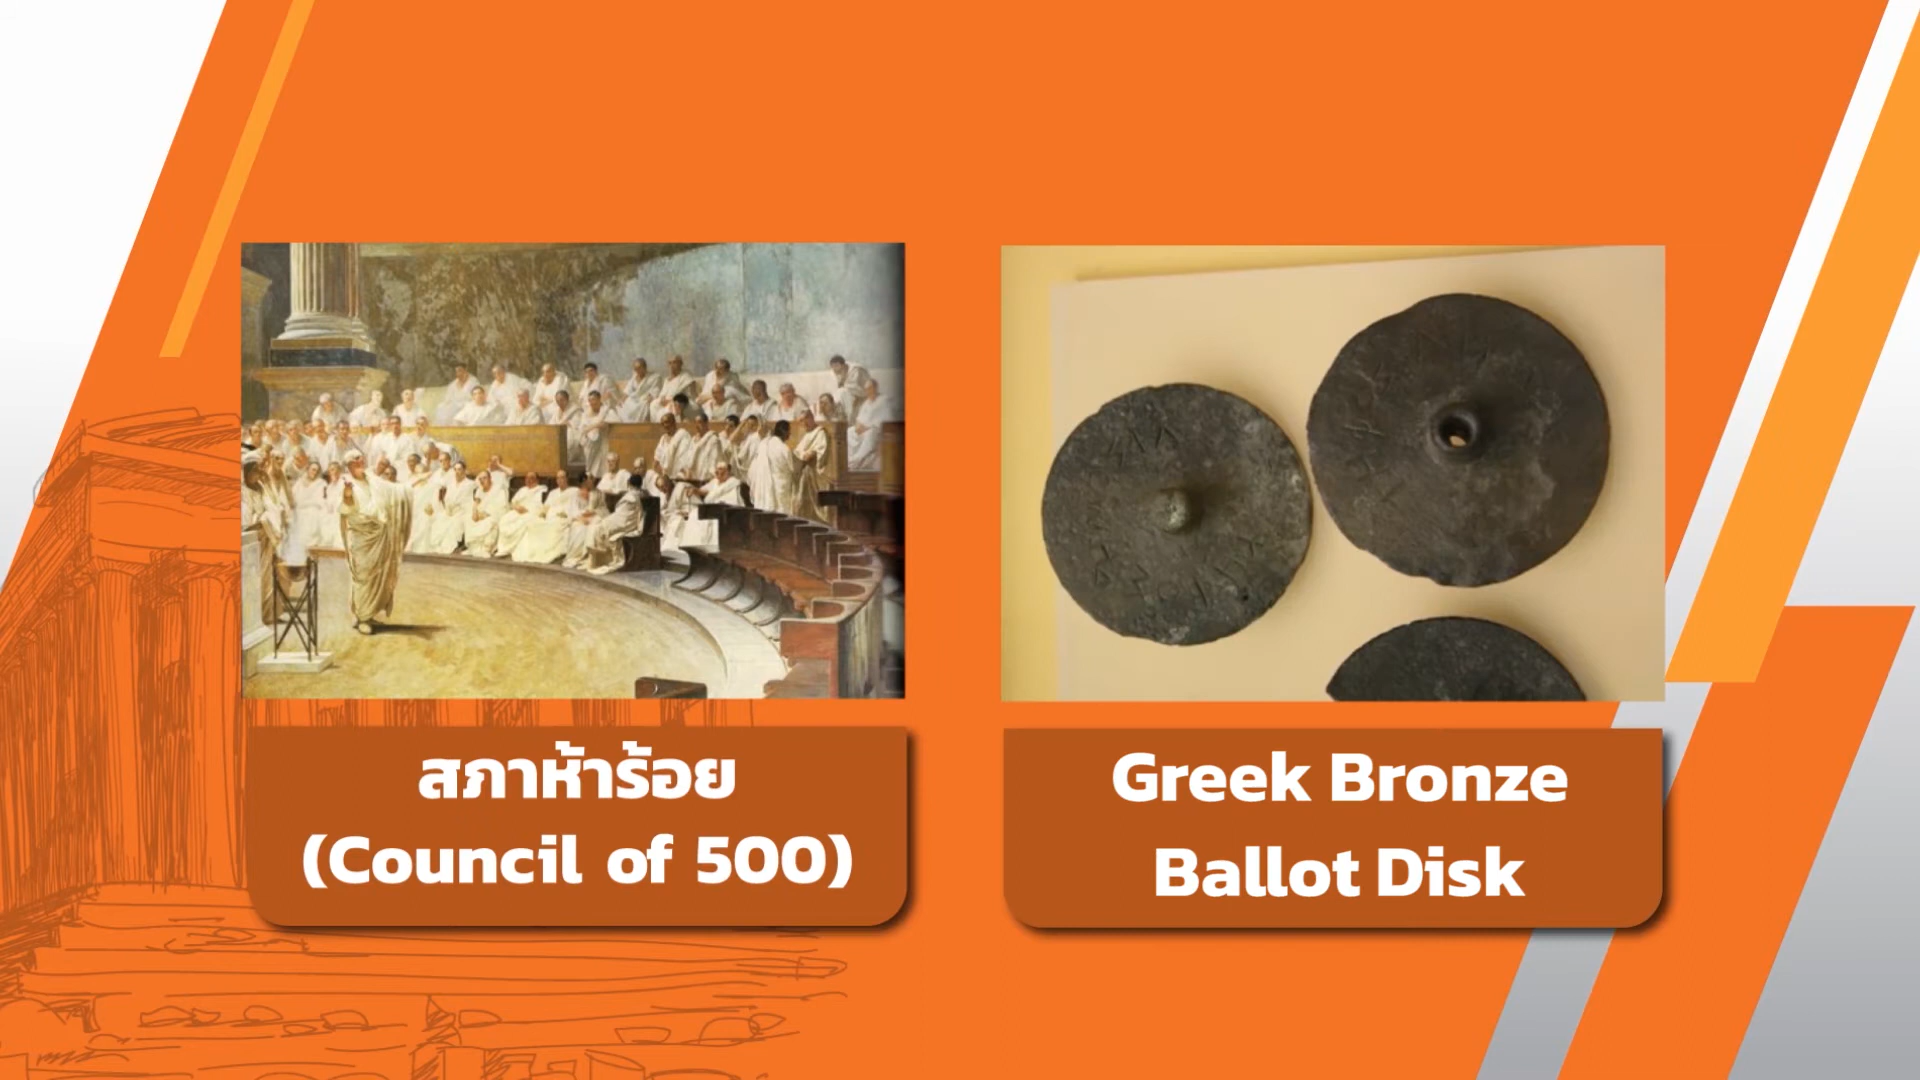 สภาห้าร้อย
(Council of 500)
Greek Bronze
Ballot Disk